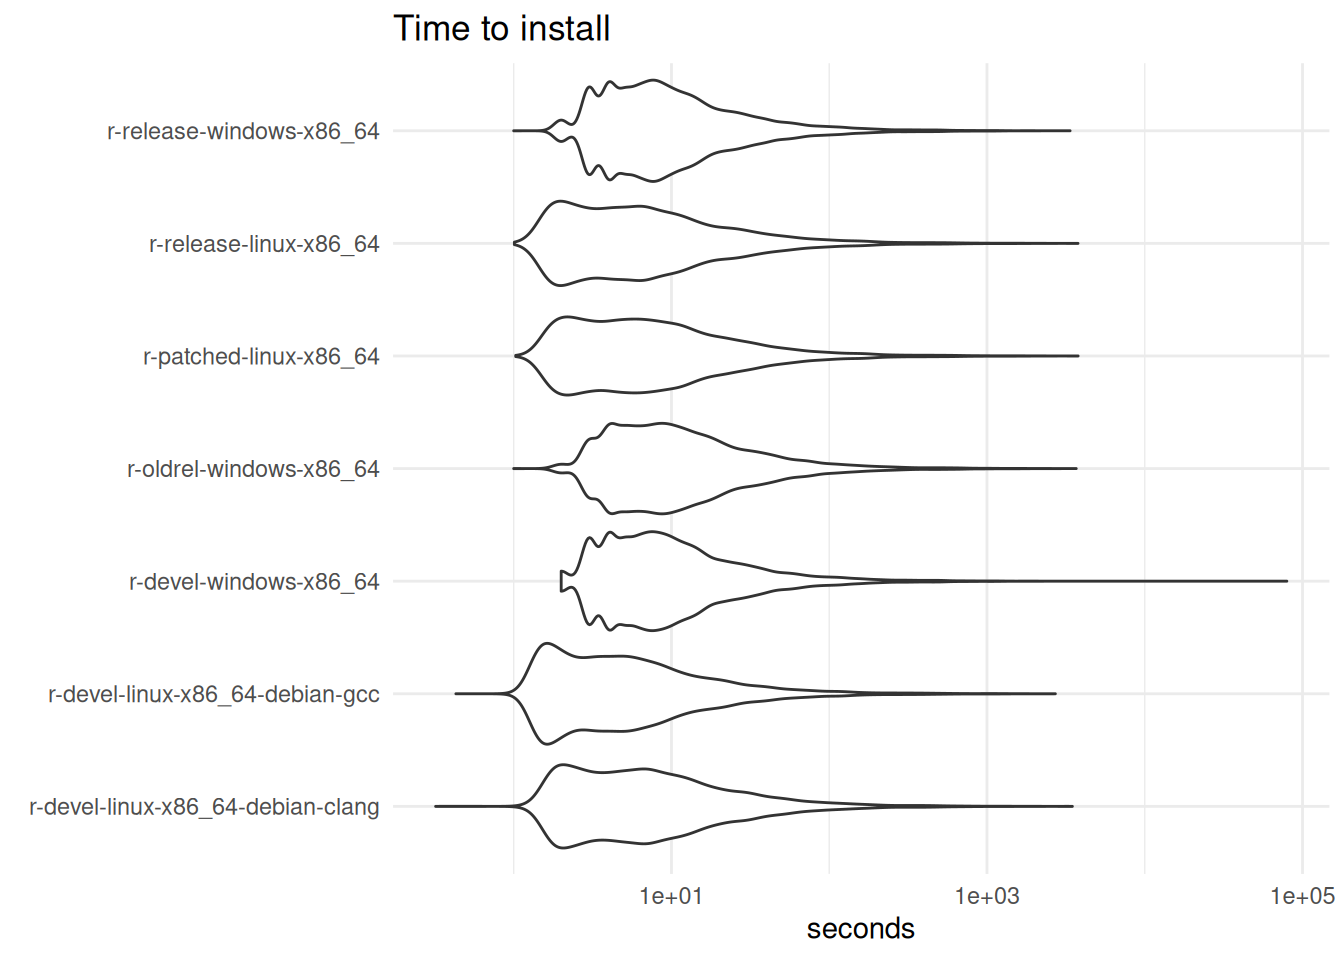 Time to install
r-release-windows-x86_64
r-release-linux-x86_64
r-patched-linux-x86_64
r-oldrel-windows-x86_64
r-devel-windows-x86_64
r-devel-linux-x86_64-debian-gcc
r-devel-linux-x86_64-debian-clang
1e+01 1e+03 1e+05
seconds